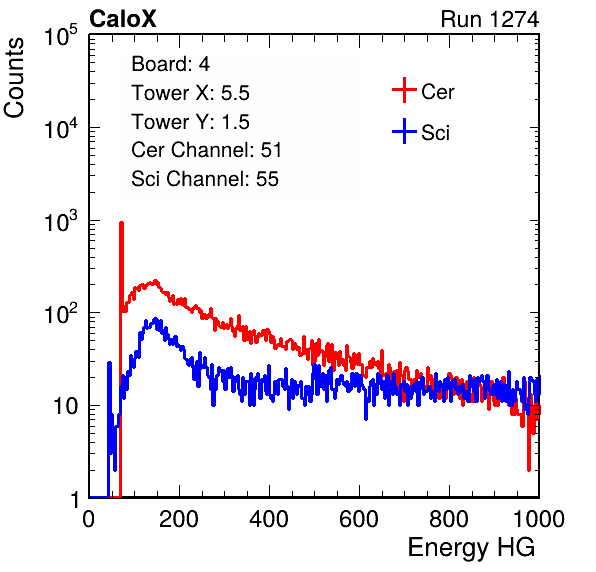 CaloX Run 1274
Counts
10^5
10^4
10^3
10^2
10
1
Board: 4
Tower X: 5.5
Tower Y: 1.5
Cer Channel: 51
Sci Channel: 55
Cer
Sci
0 200 400 600 800 1000
Energy HG